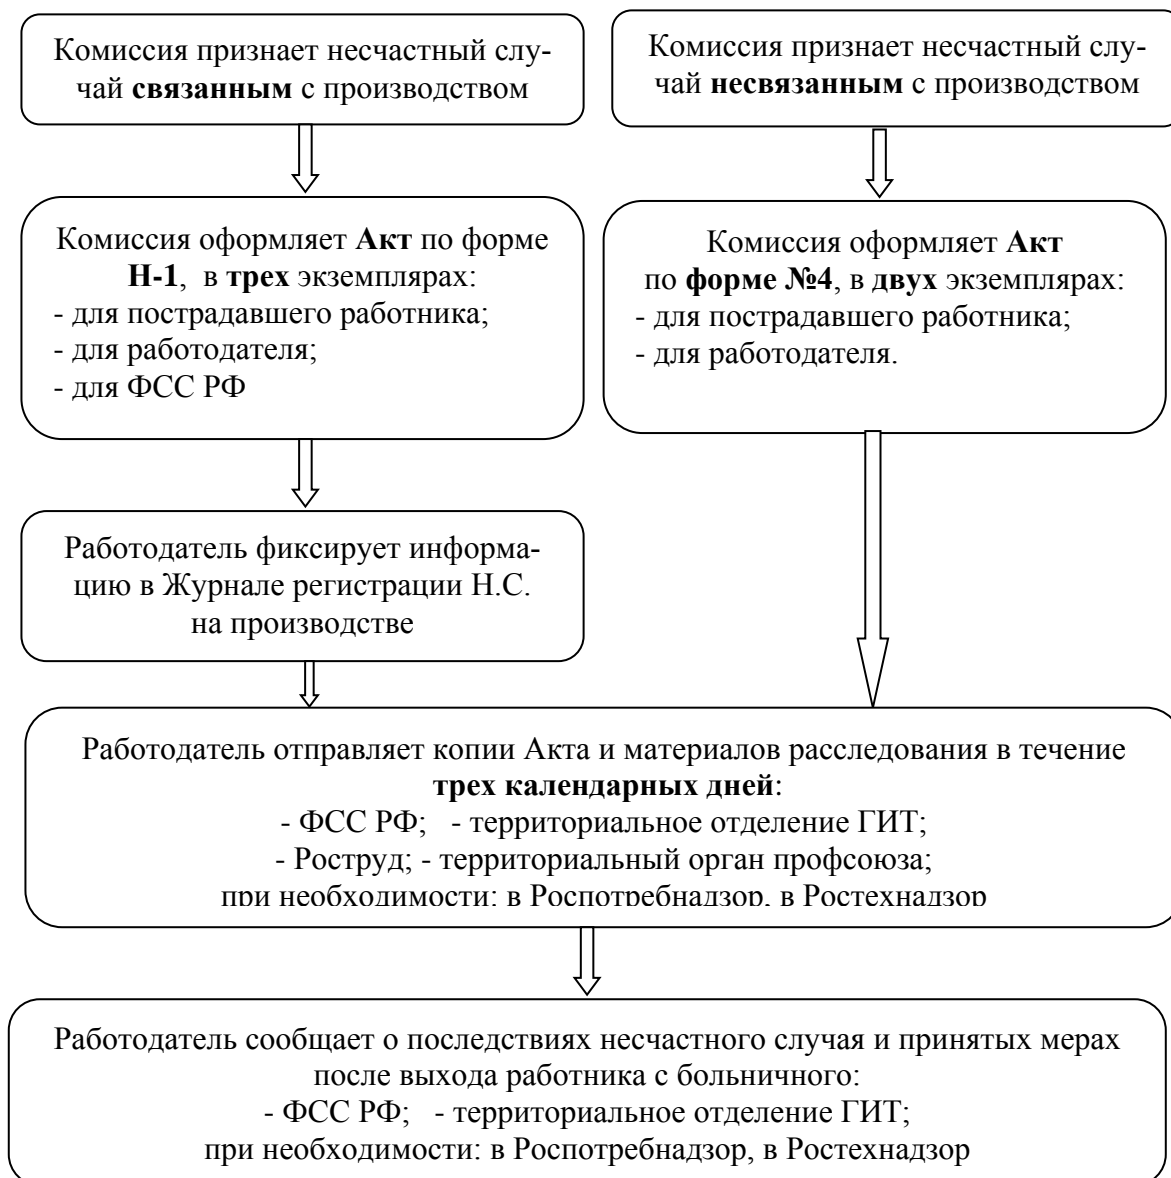 Комиссия признает несчастный слу-
чай связанным с производством
Комиссия признает несчастный слу-
чай несвязанным с производством
Комиссия оформляет Акт по форме
Н-1, в трех экземплярах:
- для пострадавшего работника;
- для работодателя;
- для ФСС РФ
Комиссия оформляет Акт
по форме №4, в двух экземплярах:
- для пострадавшего работника;
- для работодателя.
Работодатель фиксирует информа-
цию в Журнале регистрации Н.С.
на производстве
Работодатель отправляет копии Акта и материалов расследования в течение
трех календарных дней:
- ФСС РФ; - территориальное отделение ГИТ;
- Роструд; - территориальный орган профсоюза;
при необходимости: в Роспотребнадзор, в Ростехнадзор
Работодатель сообщает о последствиях несчастного случая и принятых мерах
после выхода работника с больничного:
- ФСС РФ; - территориальное отделение ГИТ;
при необходимости: в Роспотребнадзор, в Ростехнадзор